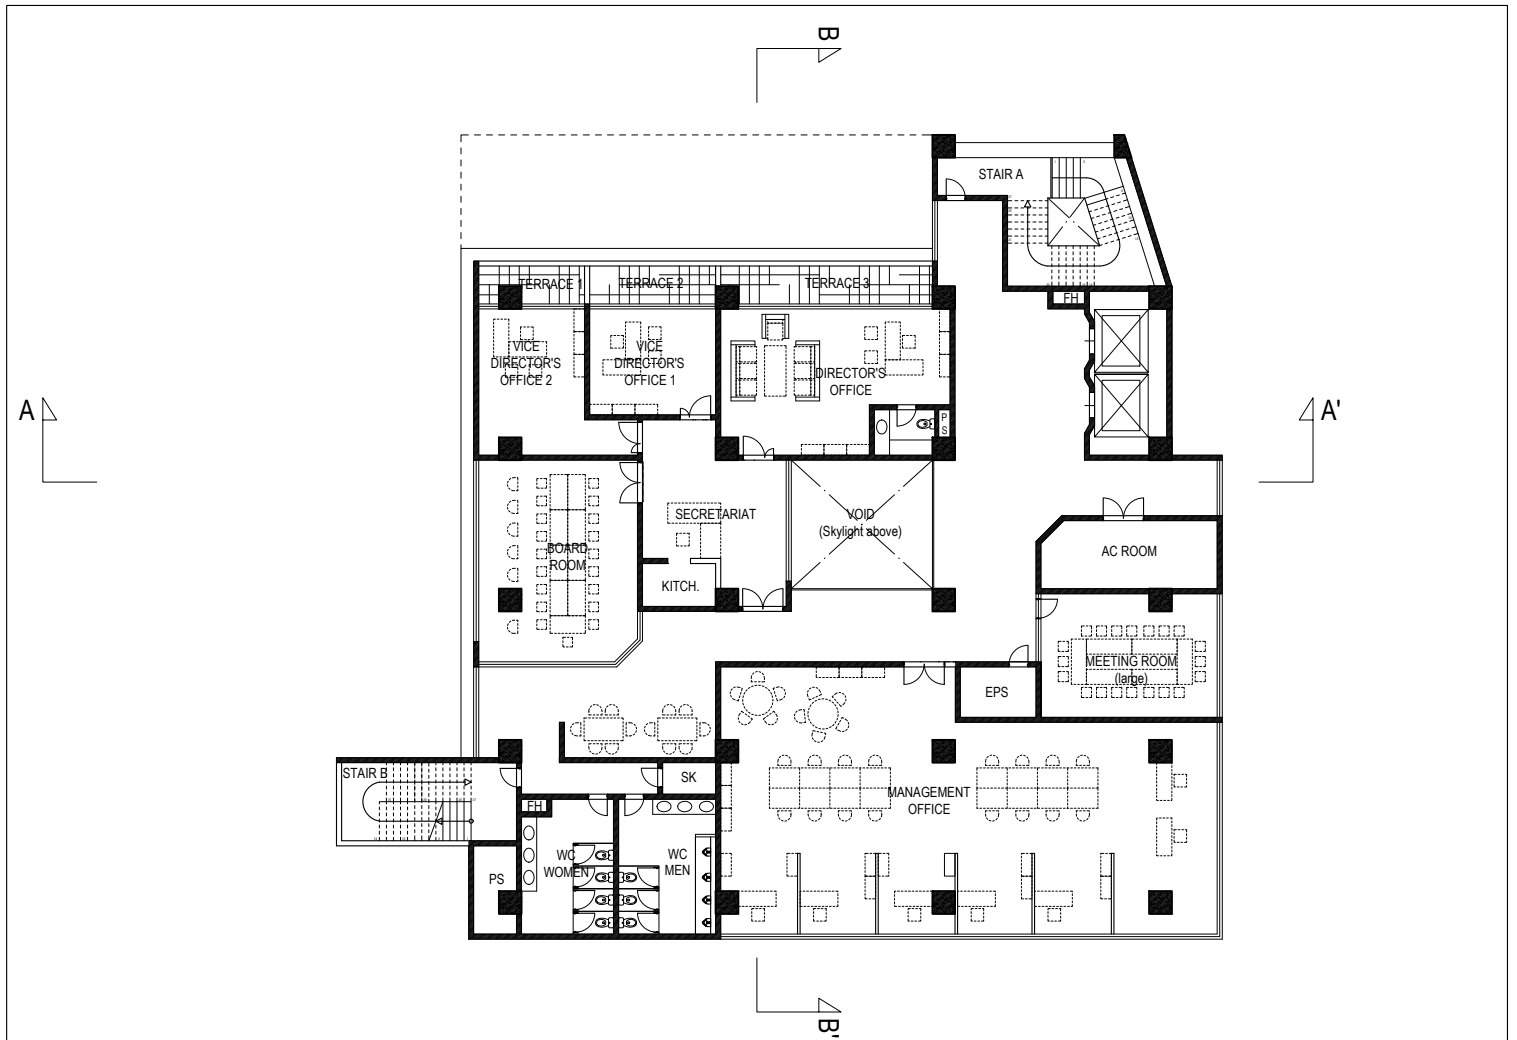 B
STAIR A
FH
TERRACE 1
TERRACE 2
TERRACE 3
VICE
DIRECTOR'S
OFFICE 2
VICE
DIRECTOR'S
OFFICE 1
DIRECTOR'S
OFFICE
P
S
A
A'
SECRETARIAT
VOID
(Skylight above)
BOARD
ROOM
AC ROOM
KITCH.
MEETING ROOM
(large)
EPS
STAIR B
SK
MANAGEMENT
OFFICE
FH
WC
WOMEN
WC
MEN
PS
B'